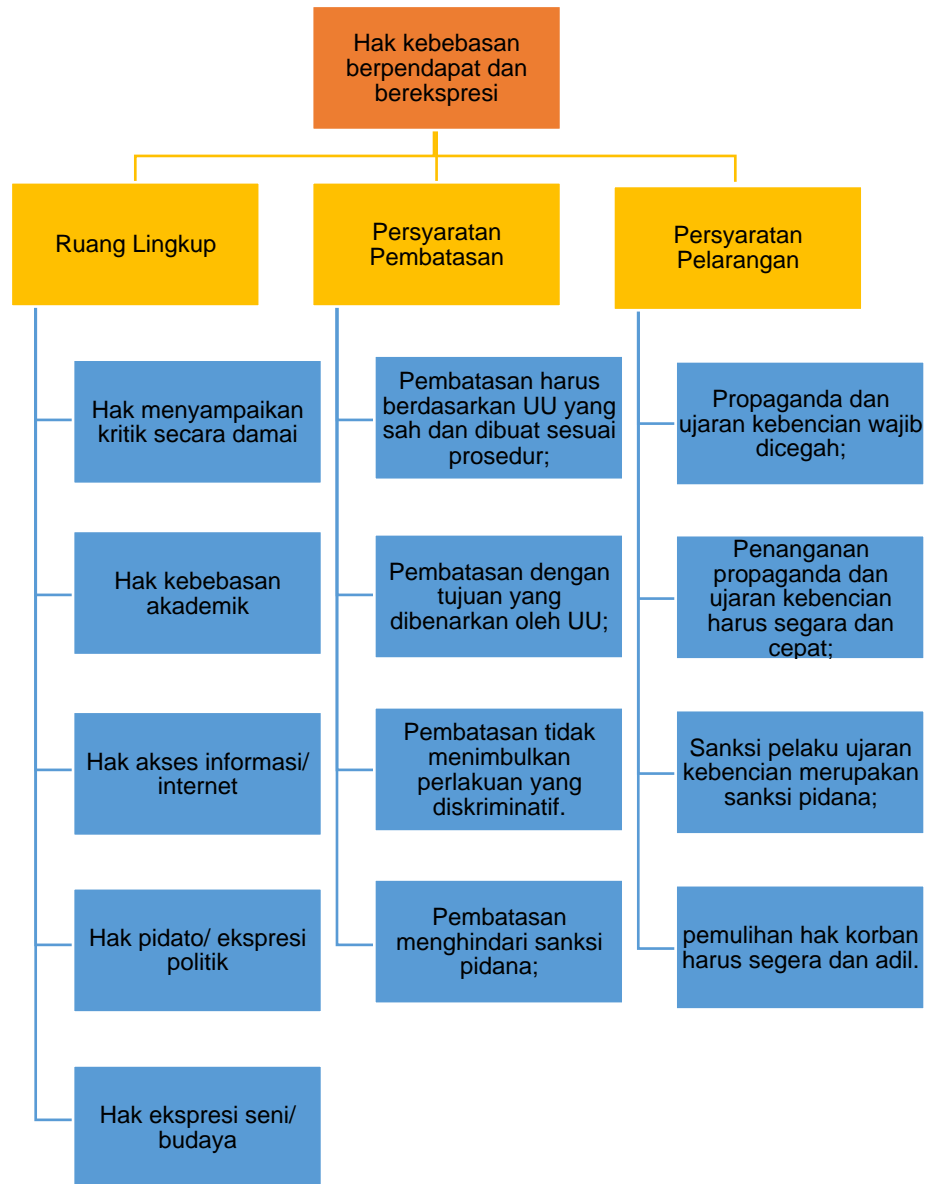 Hak kebebasan
berpendapat dan
berekspresi
Ruang Lingkup
Persyaratan
Pembatasan
Persyaratan
Pelarangan
Hak menyampaikan
kritik secara damai
Hak kebebasan
akademik
Hak akses informasi/
internet
Hak pidato/ ekspresi
politik
Hak ekspresi seni/
budaya
Pembatasan harus
berdasarkan UU yang
sah dan dibuat sesuai
prosedur;
Pembatasan dengan
tujuan yang
dibenarkan oleh UU;
Pembatasan tidak
menimbulkan
perlakuan yang
diskriminatif.
Pembatasan
menghindari sanksi
pidana;
Propaganda dan
ujaran kebencian wajib
dicegah;
Penanganan
propaganda dan
ujaran kebencian
harus segara dan
cepat;
Sanksi pelaku ujaran
kebencian merupakan
sanksi pidana;
pemulihan hak korban
harus segera dan adil.